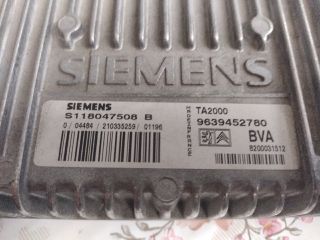 SIEMENS
SIEMENS
S118047508 B
0 / 04484 / 210335259 / 01196
TA2000
9639452780
BVA
8200031512